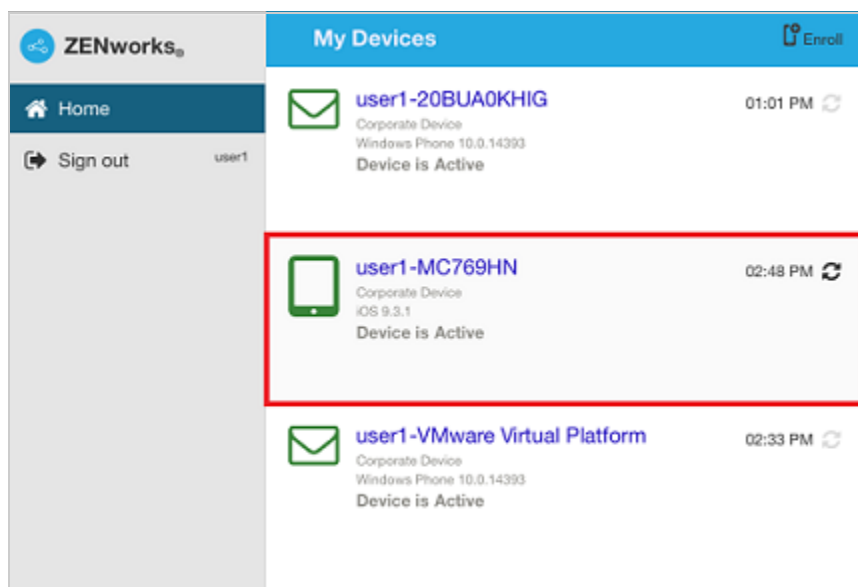 ZENworks®
My Devices
Enroll
Home
Sign out user1
user1-20BUA0KHIG 01:01 PM
Corporate Device
Windows Phone 10.0.14393
Device is Active
user1-MC769HN 02:48 PM
Corporate Device
iOS 9.3.1
Device is Active
user1-VMware Virtual Platform 02:33 PM
Corporate Device
Windows Phone 10.0.14393
Device is Active